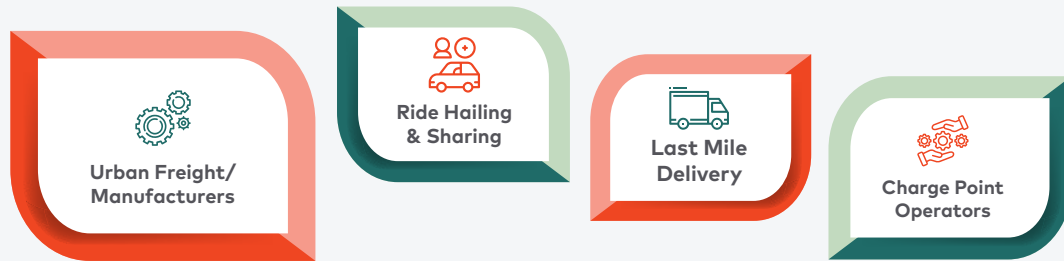 Urban Freight/
Manufacturers
Ride Hailing
& Sharing
Last Mile
Delivery
Charge Point
Operators